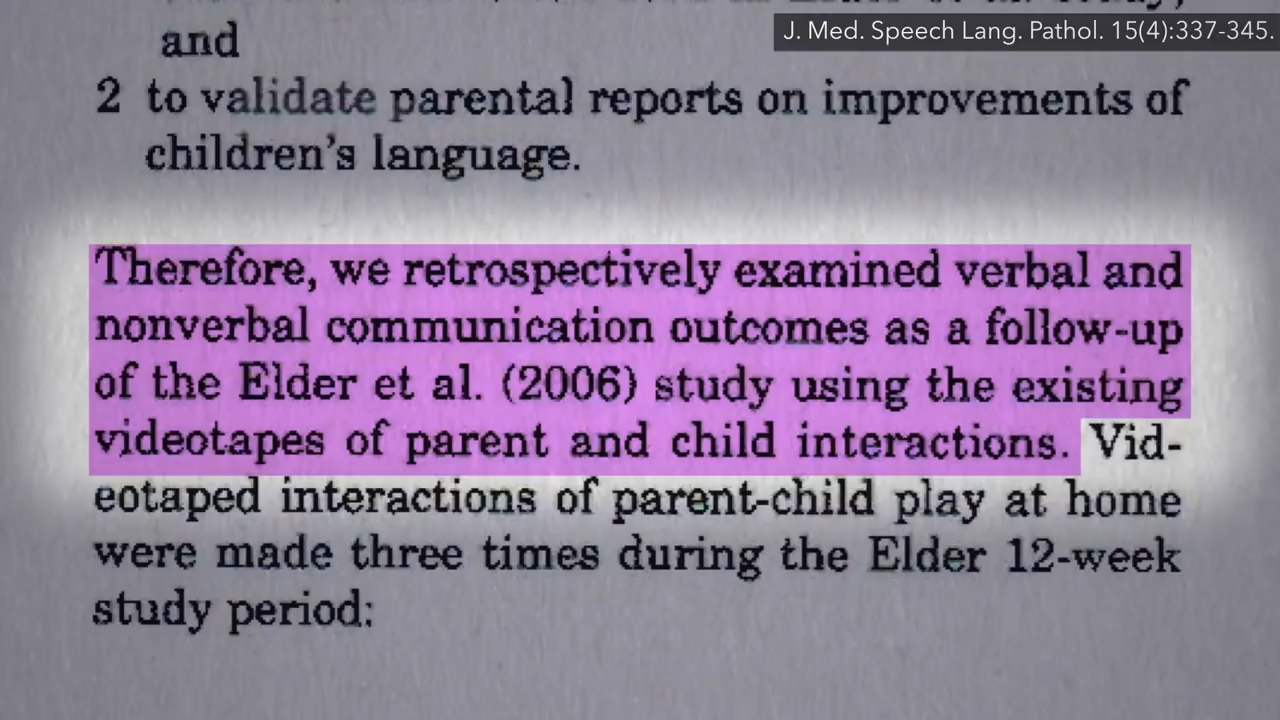 J. Med. Speech Lang. Pathol. 15(4):337-345.
and
2 to validate parental reports on improvements of
children's language.
Therefore, we retrospectively examined verbal and
nonverbal communication outcomes as a follow-up
of the Elder et al. (2006) study using the existing
videotapes of parent and child interactions. Vid-
eotaped interactions of parent-child play at home
were made three times during the Elder 12-week
study period: